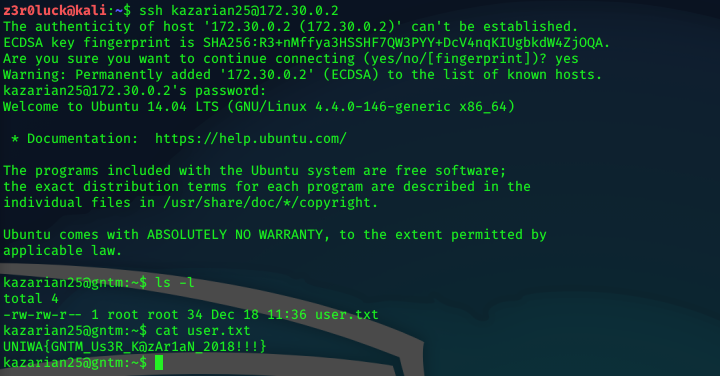 z3r0luck@kali:~$ ssh kazarian25@172.30.0.2
The authenticity of host '172.30.0.2 (172.30.0.2)' can't be established.
ECDSA key fingerprint is SHA256:R3+nMffya3HSSHF7QW3PYY+DcV4nqKIUgbkdW4ZjOQA.
Are you sure you want to continue connecting (yes/no/[fingerprint])? yes
Warning: Permanently added '172.30.0.2' (ECDSA) to the list of known hosts.
kazarian25@172.30.0.2's password:
Welcome to Ubuntu 14.04 LTS (GNU/Linux 4.4.0-146-generic x86_64)
* Documentation:  https://help.ubuntu.com/
The programs included with the Ubuntu system are free software;
the exact distribution terms for each program are described in the
individual files in /usr/share/doc/*/copyright.
Ubuntu comes with ABSOLUTELY NO WARRANTY, to the extent permitted by
applicable law.
kazarian25@gntm:~$ ls -l
total 4
-rw-rw-r-- 1 root root 34 Dec 18 11:36 user.txt
kazarian25@gntm:~$ cat user.txt
UNIWA{GNTM_Us3R_K@zAr1aN_2018!!!}
kazarian25@gntm:~$